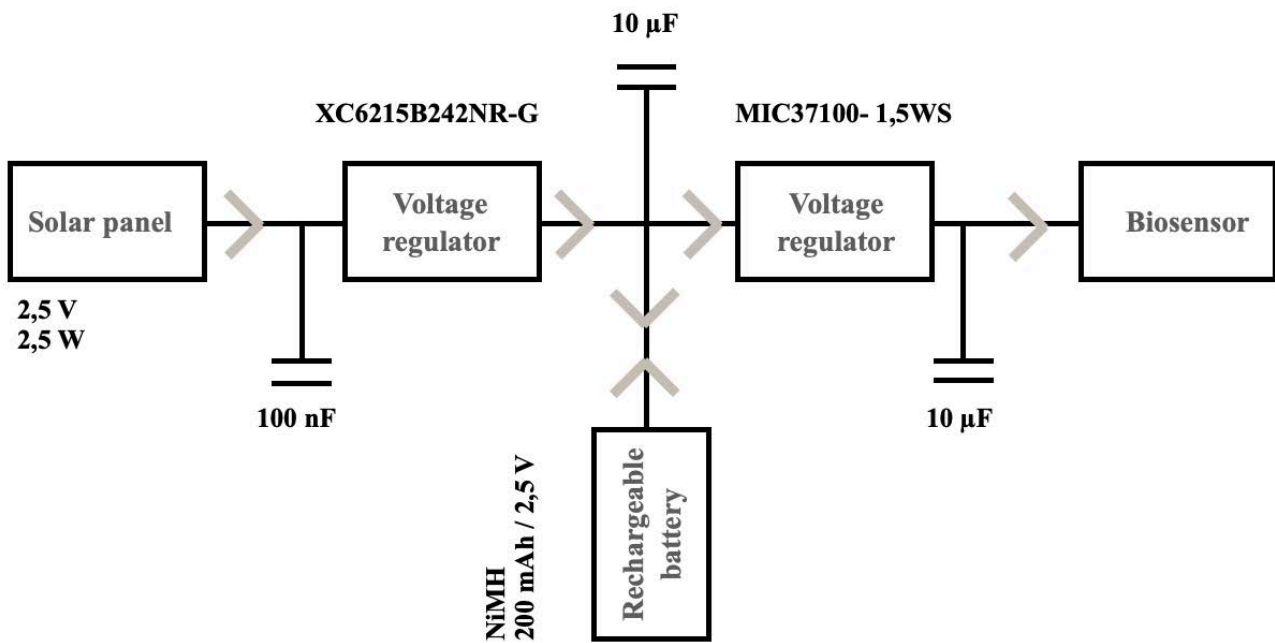 10 µF
XC6215B242NR-G
MIC37100- 1,5WS
Solar panel
Voltage
regulator
Voltage
regulator
Biosensor
2,5 V
2,5 W
100 nF
10 µF
NiMH
200 mAh / 2,5 V
Rechargeable
battery